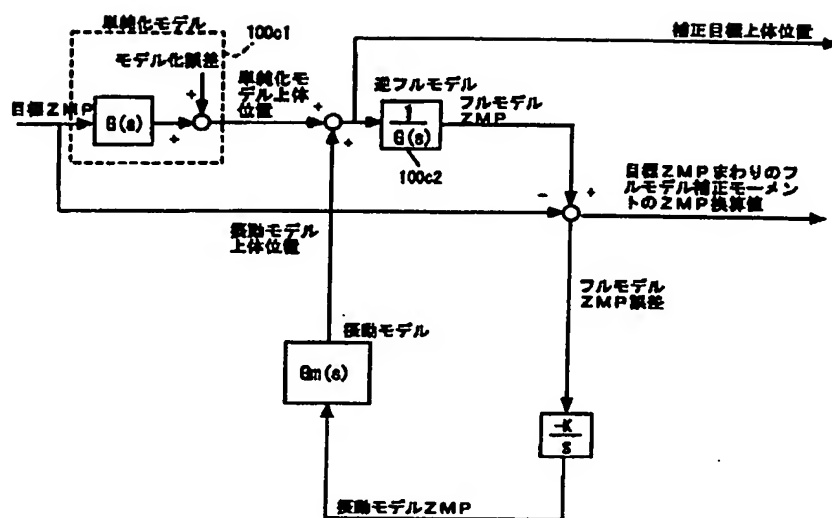 単純化モデル
100c1
モデル化誤差
補正目標上体位置
単純化モ
デル上体
位置
逆フルモデル
フルモデル
ZMP
目標ZMP
G(s)
+
+
+
+
1
G(s)
100c2
-
+
目標ZMPまわりのフ
ルモデル補正モーメン
トのZMP換算値
摂動モデル
上体位置
フルモデル
ZMP誤差
摂動モデル
Gm(s)
-K
s
摂動モデルZMP